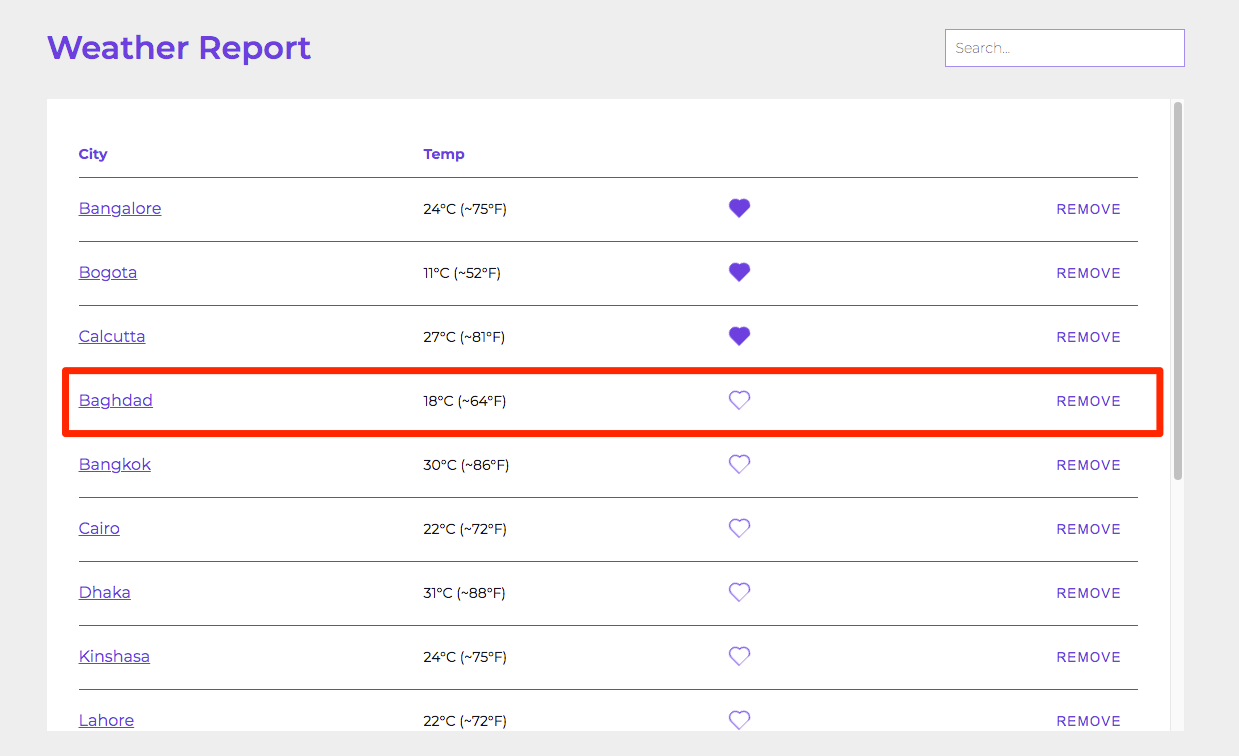 Weather Report
Search...
City Temp
Bangalore 24°C (~75°F) REMOVE
Bogota 11°C (~52°F) REMOVE
Calcutta 27°C (~81°F) REMOVE
Baghdad 18°C (~64°F) REMOVE
Bangkok 30°C (~86°F) REMOVE
Cairo 22°C (~72°F) REMOVE
Dhaka 31°C (~88°F) REMOVE
Kinshasa 24°C (~75°F) REMOVE
Lahore 22°C (~72°F) REMOVE